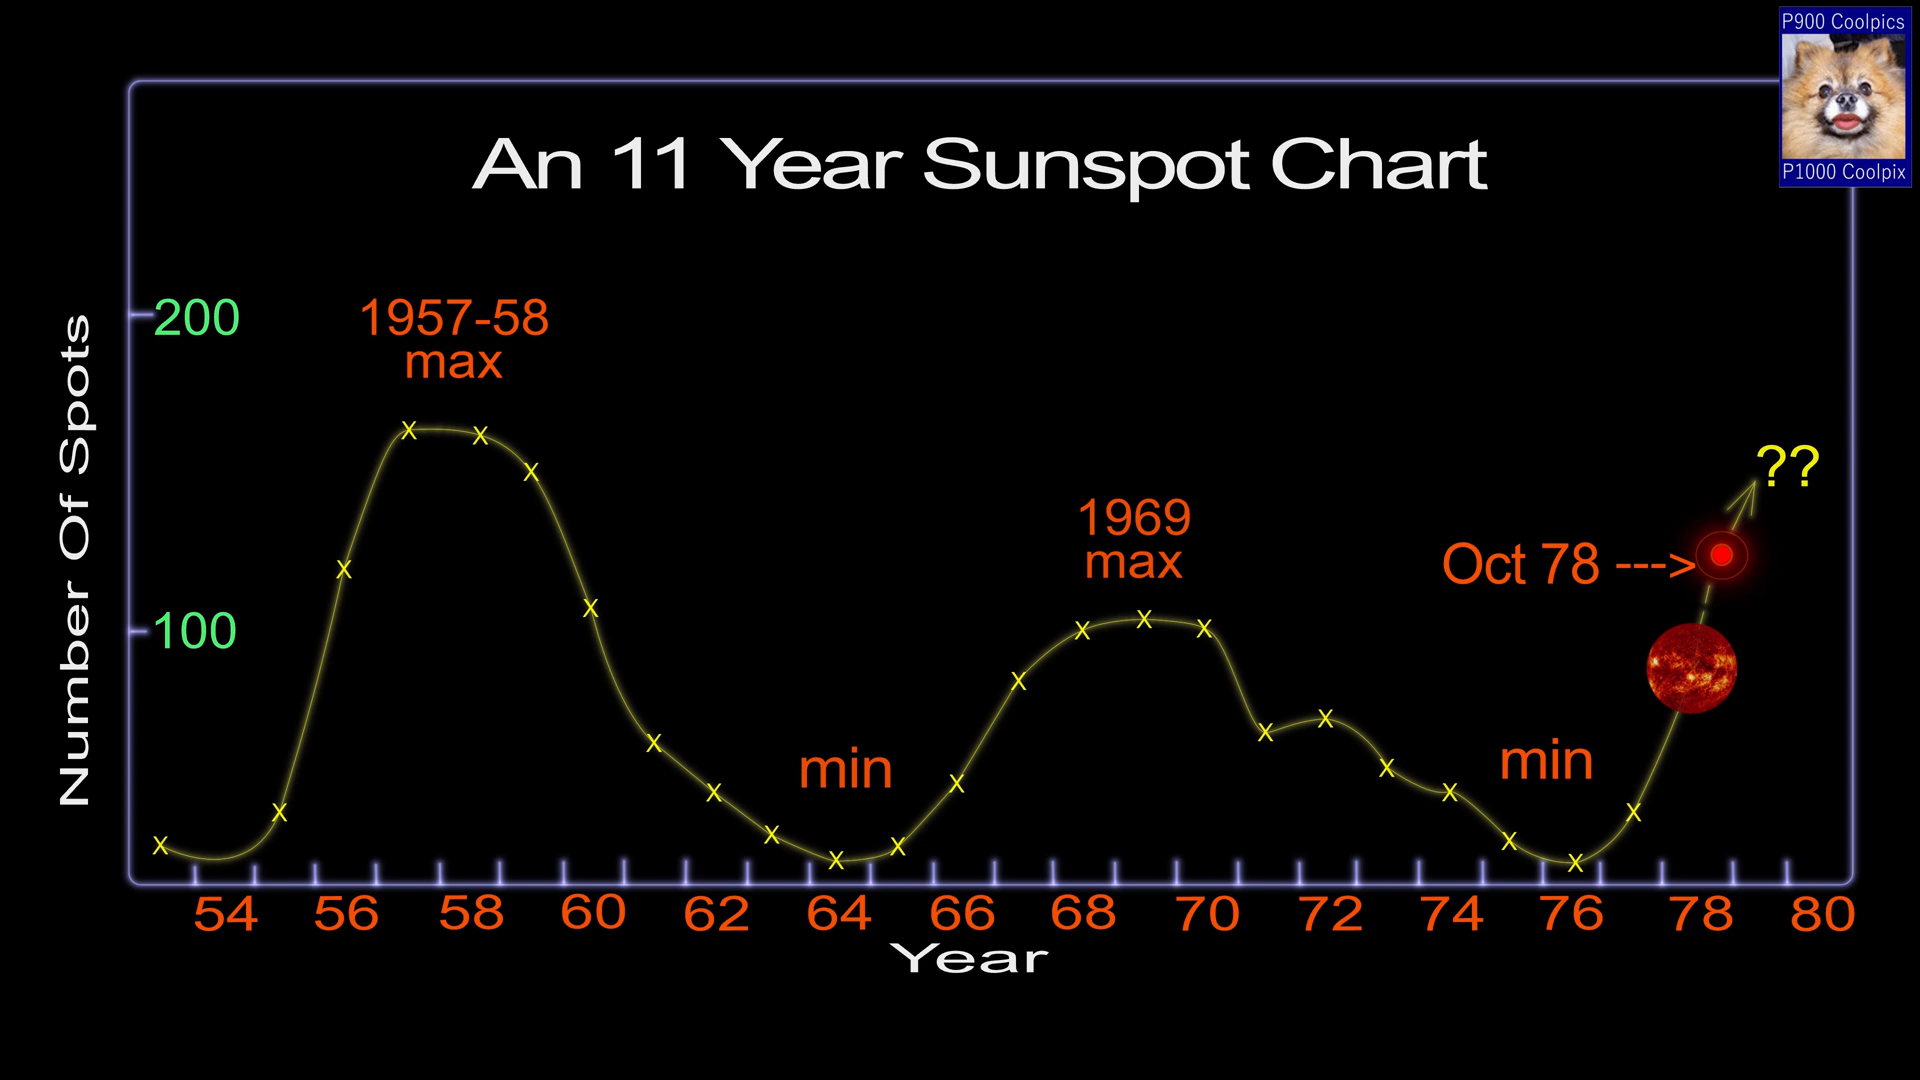 P900 Coolpics
P1000 Coolpix
An 11 Year Sunspot Chart
Number Of Spots
200
100
1957-58
max
min
1969
max
min
Oct 78 --->
??
54 56 58 60 62 64 66 68 70 72 74 76 78 80
Year